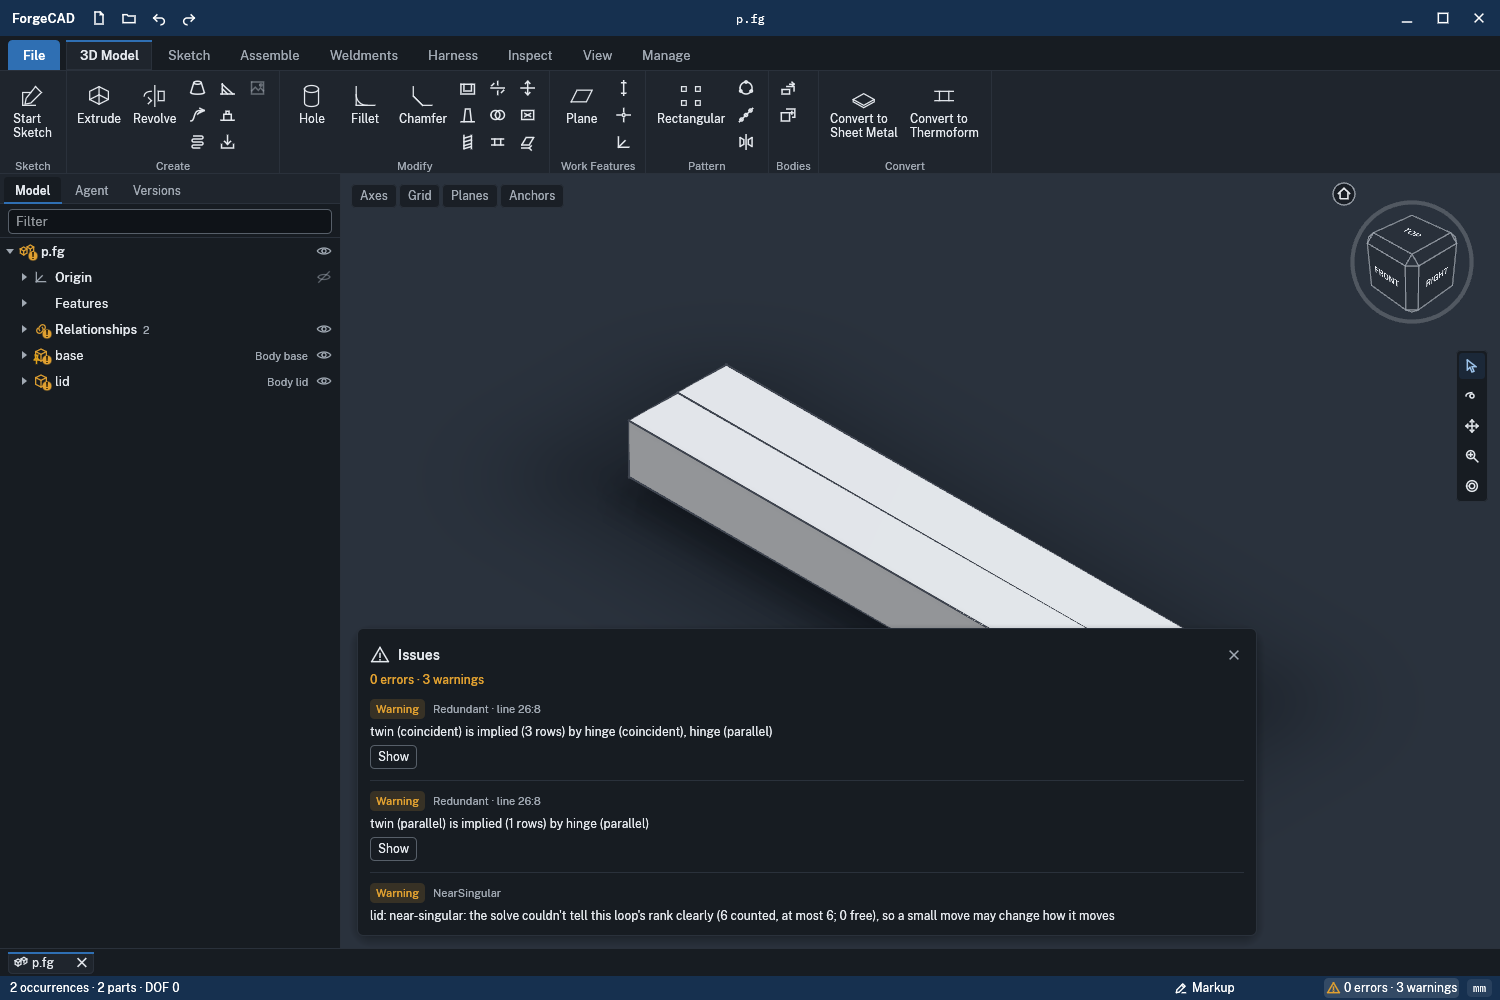 ForgeCAD
p.fg
File
3D Model
Sketch
Assemble
Weldments
Harness
Inspect
View
Manage
Start
Sketch
Extrude
Revolve
Hole
Fillet
Chamfer
Plane
Rectangular
Convert to
Sheet Metal
Convert to
Thermoform
Sketch
Create
Modify
Work Features
Pattern
Bodies
Convert
Model
Agent
Versions
Filter
p.fg
Origin
Features
Relationships 2
base
Body base
lid
Body lid
Axes
Grid
Planes
Anchors
TOP
FRONT
RIGHT
Issues
0 errors · 3 warnings
Warning
Redundant · line 26:8
twin (coincident) is implied (3 rows) by hinge (coincident), hinge (parallel)
Show
Warning
Redundant · line 26:8
twin (parallel) is implied (1 rows) by hinge (parallel)
Show
Warning
NearSingular
lid: near-singular: the solve couldn't tell this loop's rank clearly (6 counted, at most 6; 0 free), so a small move may change how it moves
p.fg
2 occurrences · 2 parts · DOF 0
Markup
0 errors · 3 warnings
mm